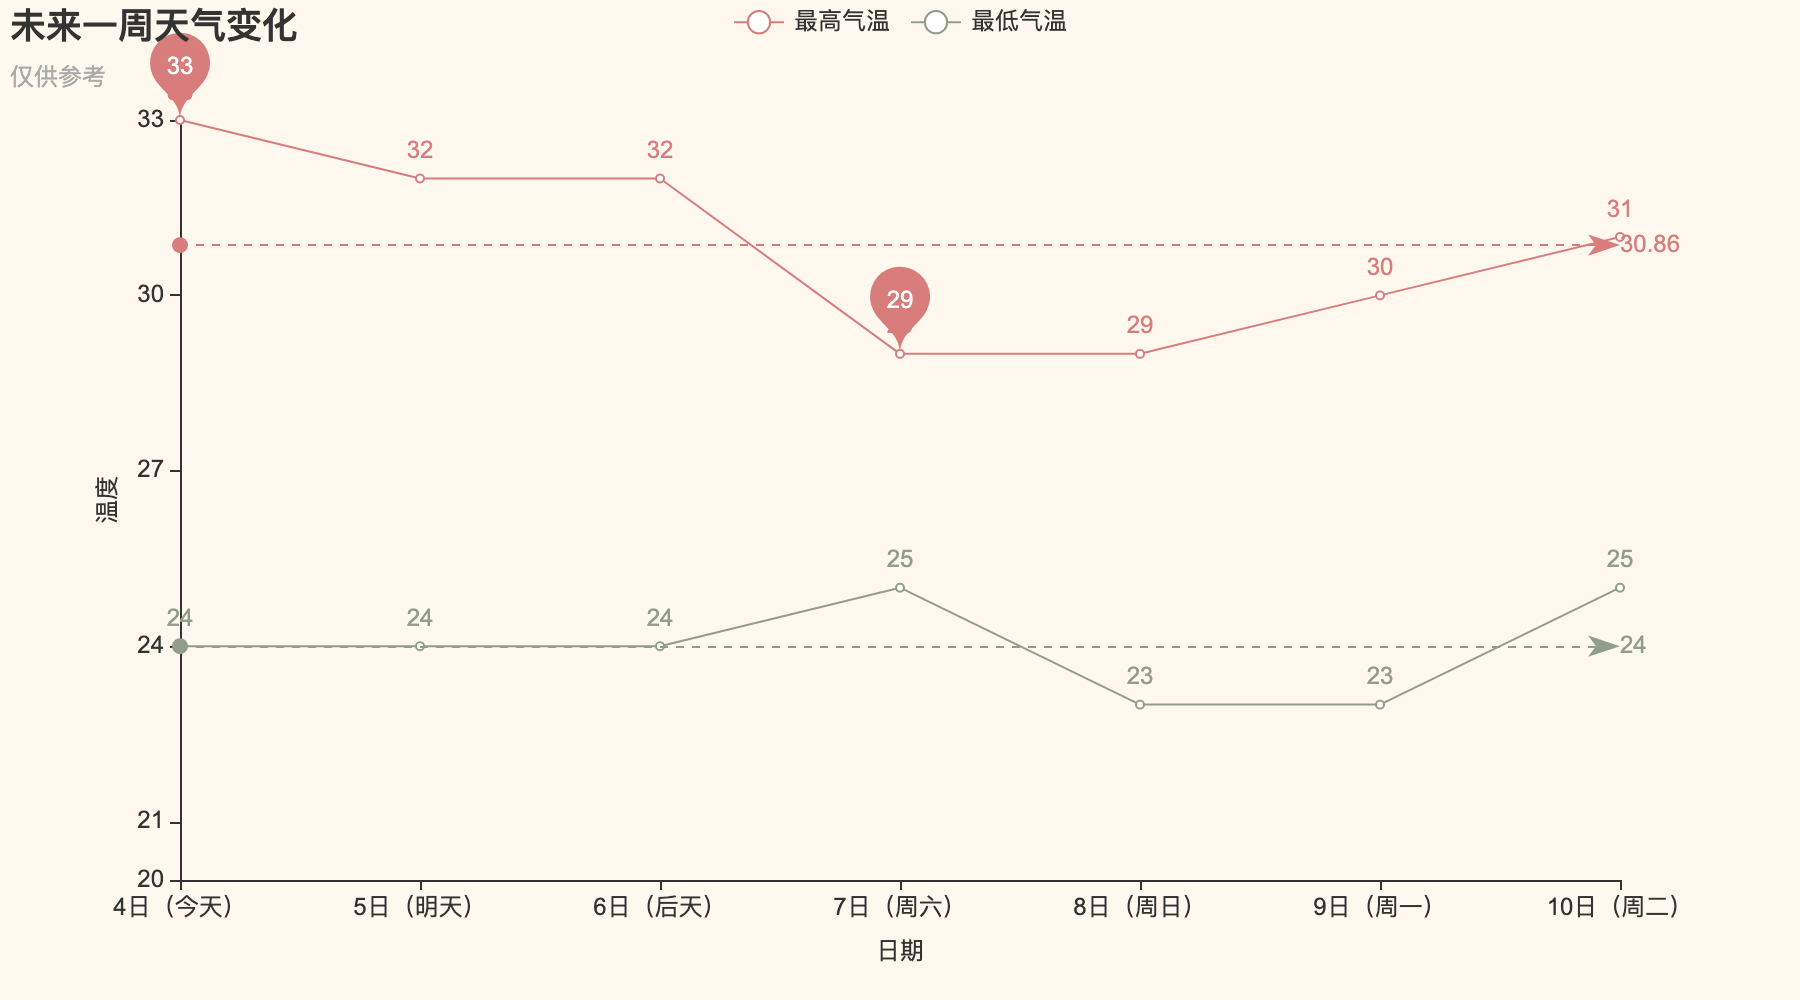 未来一周天气变化
仅供参考
最高气温
最低气温
33
32
32
29
29
30
31
30.86
25
25
24
24
24
23
23
24
33
30
27
24
21
20
温度
4日（今天）
5日（明天）
6日（后天）
7日（周六）
8日（周日）
9日（周一）
10日（周二）
日期